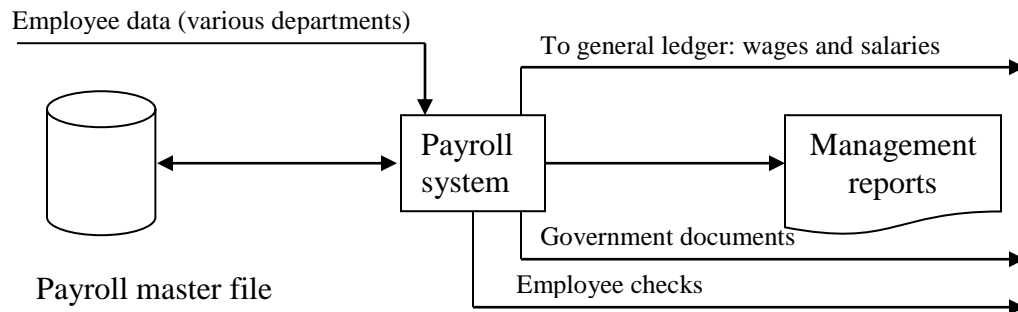 Employee data (various departments)
To general ledger: wages and salaries
Payroll
system
Management
reports
Government documents
Employee checks
Payroll master file